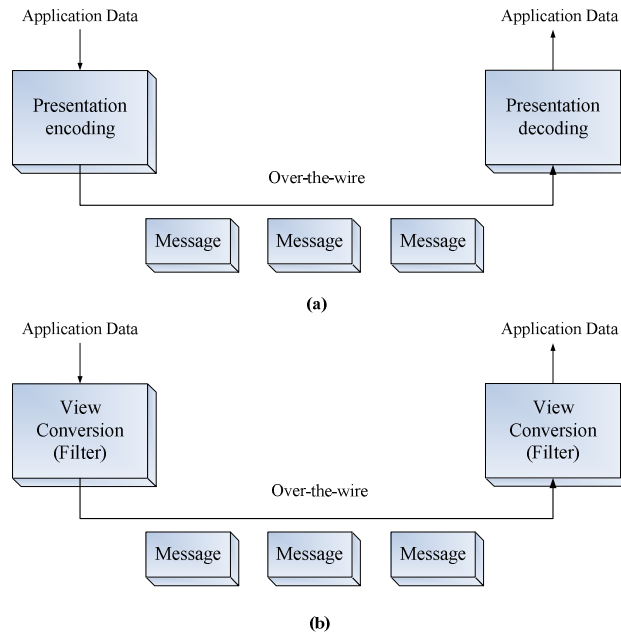 Application Data
Application Data
Presentation
encoding
Presentation
decoding
Over-the-wire
Message
Message
Message
(a)
Application Data
Application Data
View
Conversion
(Filter)
View
Conversion
(Filter)
Over-the-wire
Message
Message
Message
(b)